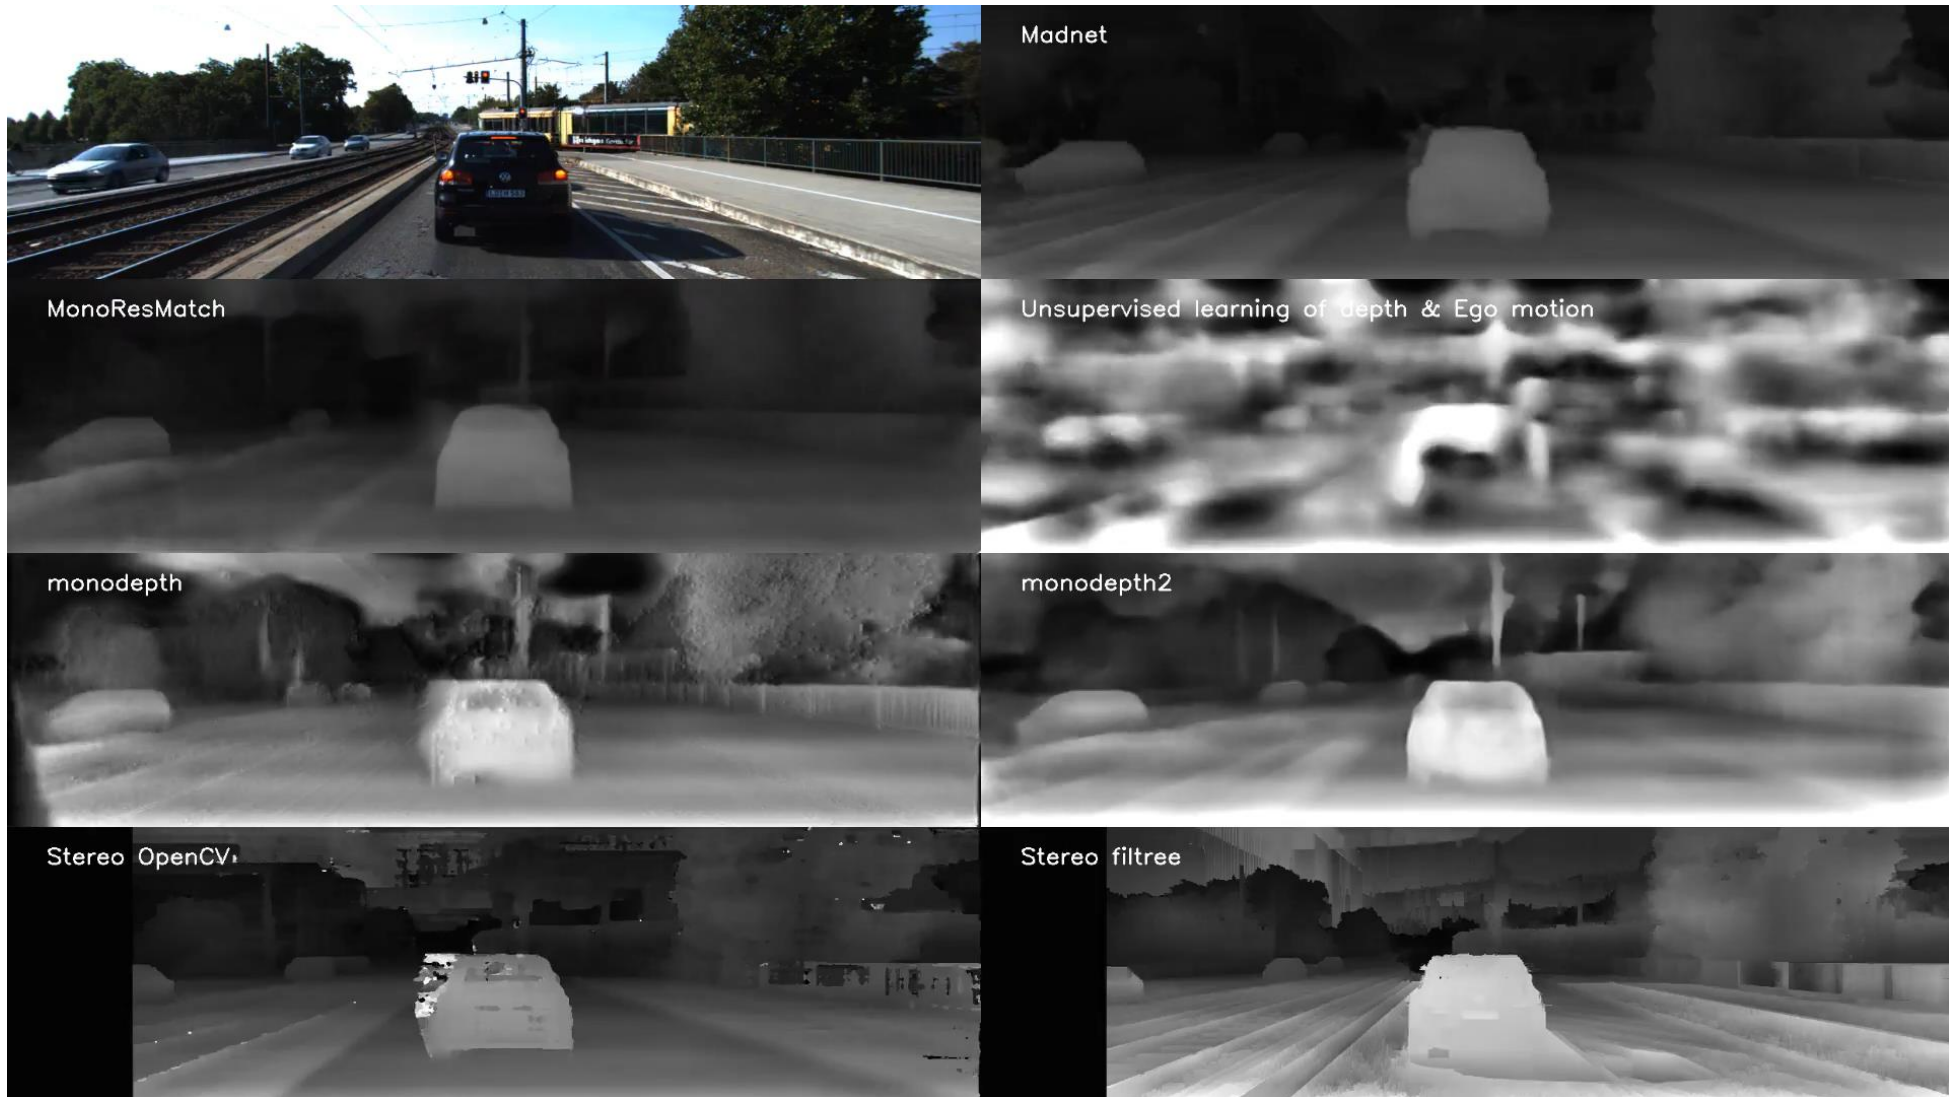 Madnet
MonoResMatch
Unsupervised learning of depth & Ego motion
monodepth
monodepth2
Stereo OpenCV
Stereo filtree